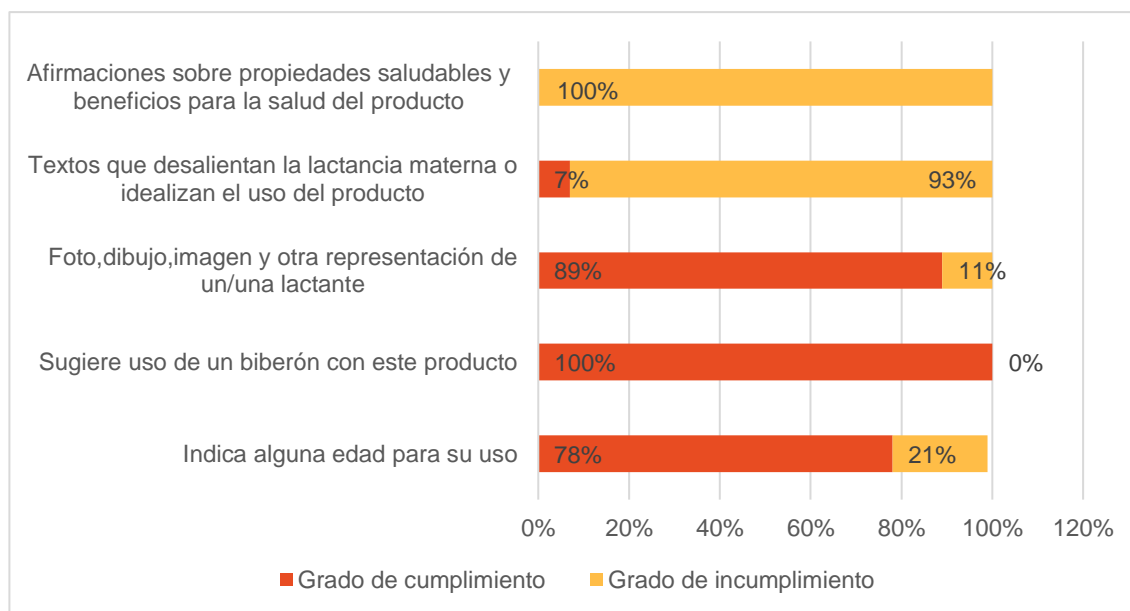 Afirmaciones sobre propiedades saludables y
beneficios para la salud del producto
100%
Textos que desalientan la lactancia materna o
idealizan el uso del producto
7%
93%
Foto,dibujo,imagen y otra representación de
un/una lactante
89%
11%
Sugiere uso de un biberón con este producto
100%
0%
Indica alguna edad para su uso
78%
21%
0%
20%
40%
60%
80%
100%
120%
Grado de cumplimiento
Grado de incumplimiento